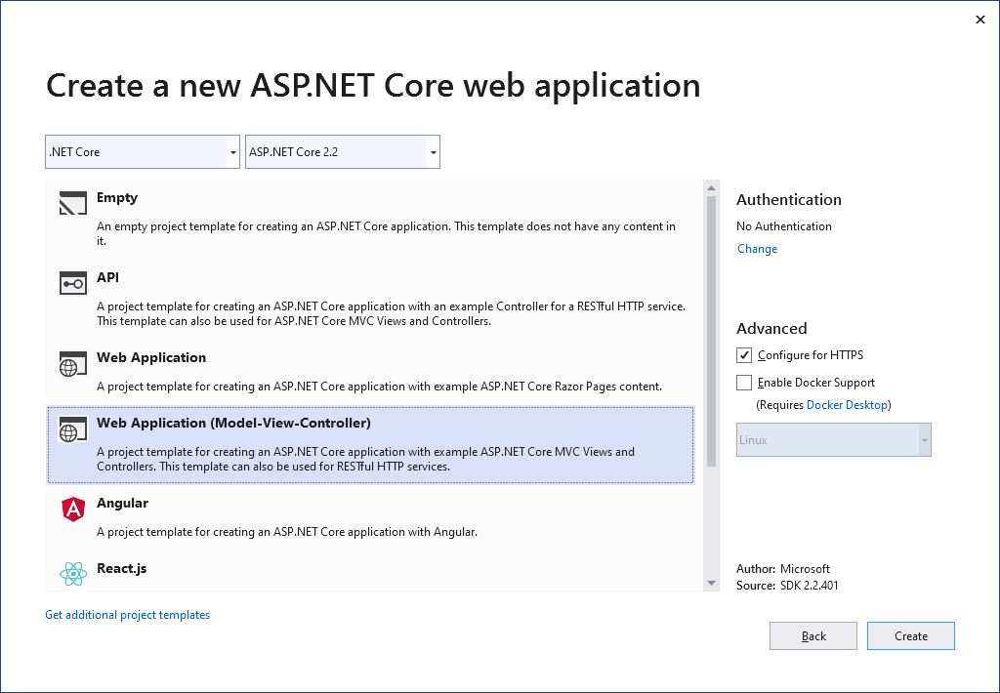 Create a new ASP.NET Core web application
.NET Core
ASP.NET Core 2.2
Empty
An empty project template for creating an ASP.NET Core application. This template does not have any content in
it.
API
A project template for creating an ASP.NET Core application with an example Controller for a RESTful HTTP service.
This template can also be used for ASP.NET Core MVC Views and Controllers.
Web Application
A project template for creating an ASP.NET Core application with example ASP.NET Core Razor Pages content.
Web Application (Model-View-Controller)
A project template for creating an ASP.NET Core application with example ASP.NET Core MVC Views and
Controllers. This template can also be used for RESTful HTTP services.
Angular
A project template for creating an ASP.NET Core application with Angular.
React.js
Get additional project templates
Authentication
No Authentication
Change
Advanced
Configure for HTTPS
Enable Docker Support
(Requires Docker Desktop)
Linux
Author: Microsoft
Source: SDK 2.2.401
Back
Create